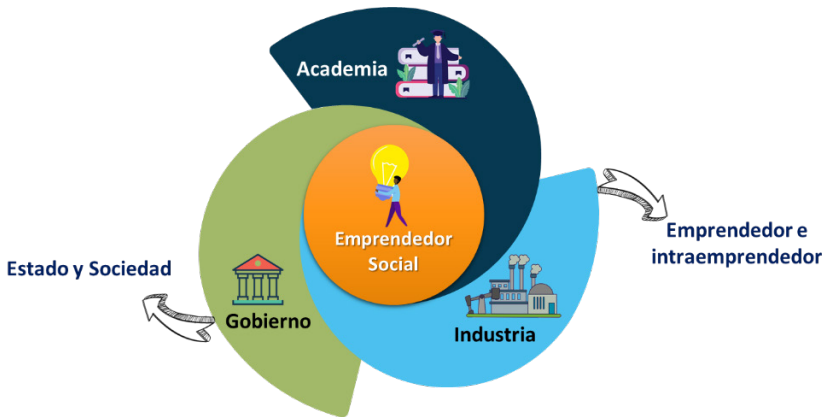 Academia
Emprendedor
Social
Emprendedor e
intraemprendedor
Estado y Sociedad
Gobierno
Industria